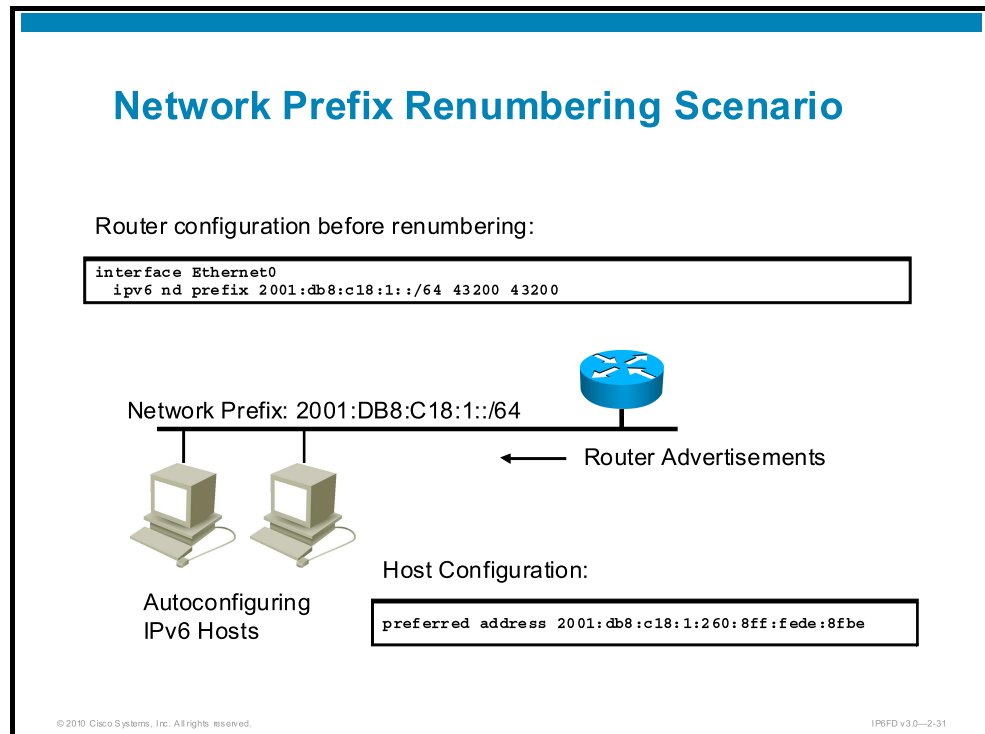 Network Prefix Renumbering Scenario
Router configuration before renumbering:
interface Ethernet0
ipv6 nd prefix 2001:db8:c18:1::/64 43200 43200
Network Prefix: 2001:DB8:C18:1::/64
Router Advertisements
Host Configuration:
Autoconfiguring
IPv6 Hosts
preferred address 2001:db8:c18:1:260:8ff:fede:8fbe
© 2010 Cisco Systems, Inc. All rights reserved.
IP6FD v3.0—2-31